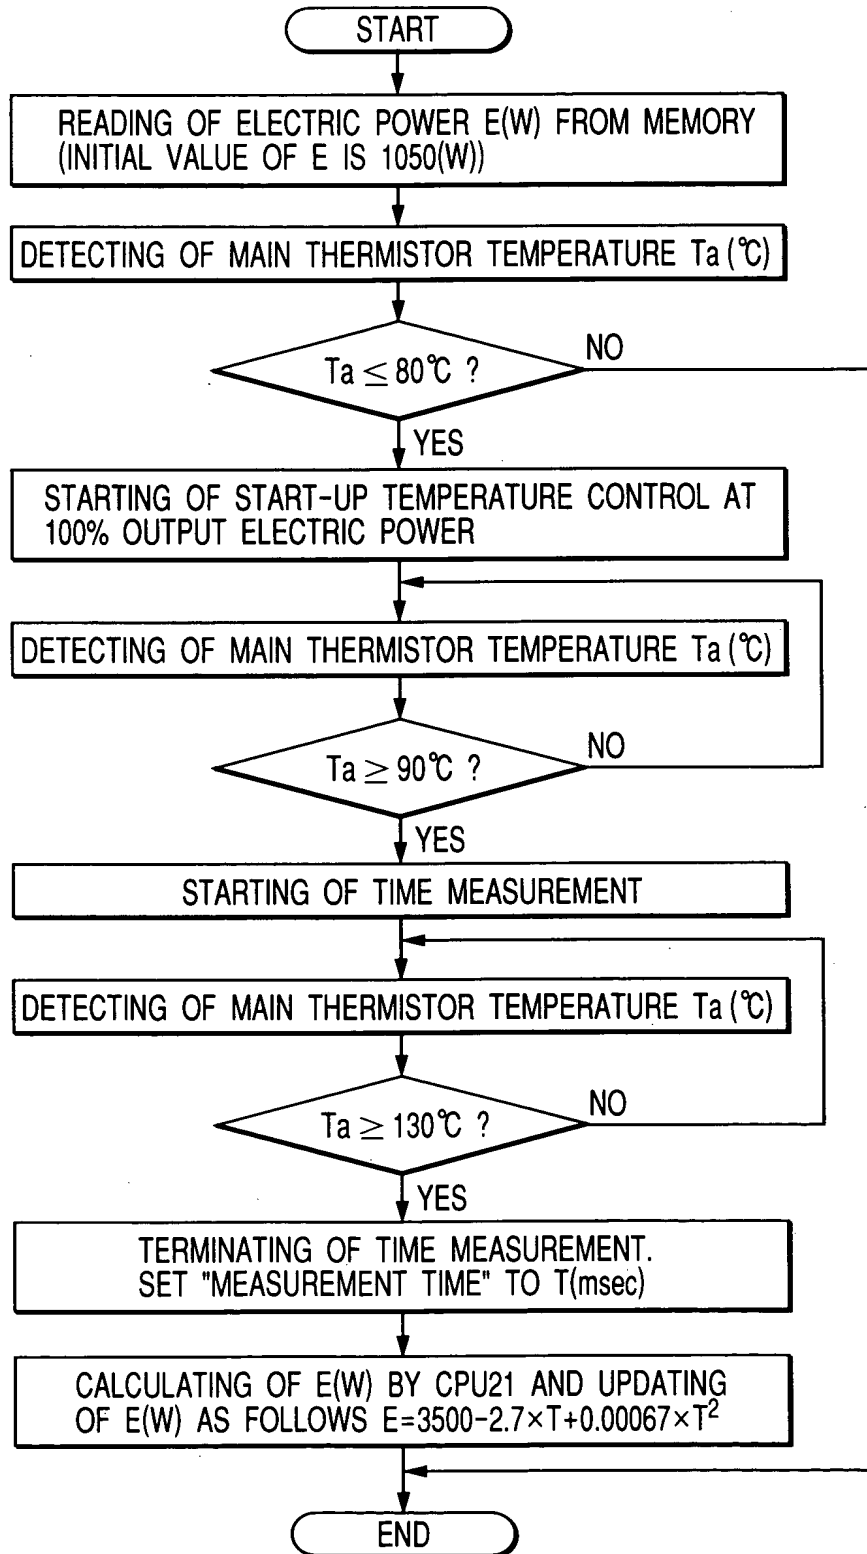 START
READING OF ELECTRIC POWER E(W) FROM MEMORY
(INITIAL VALUE OF E IS 1050(W))
DETECTING OF MAIN THERMISTOR TEMPERATURE Ta (℃)
Ta ≤ 80℃ ?
NO
YES
STARTING OF START-UP TEMPERATURE CONTROL AT
100% OUTPUT ELECTRIC POWER
DETECTING OF MAIN THERMISTOR TEMPERATURE Ta (℃)
Ta ≥ 90℃ ?
NO
YES
STARTING OF TIME MEASUREMENT
DETECTING OF MAIN THERMISTOR TEMPERATURE Ta (℃)
Ta ≥ 130℃ ?
NO
YES
TERMINATING OF TIME MEASUREMENT.
SET "MEASUREMENT TIME" TO T(msec)
CALCULATING OF E(W) BY CPU21 AND UPDATING
OF E(W) AS FOLLOWS E=3500-2.7×T+0.00067×T²
END